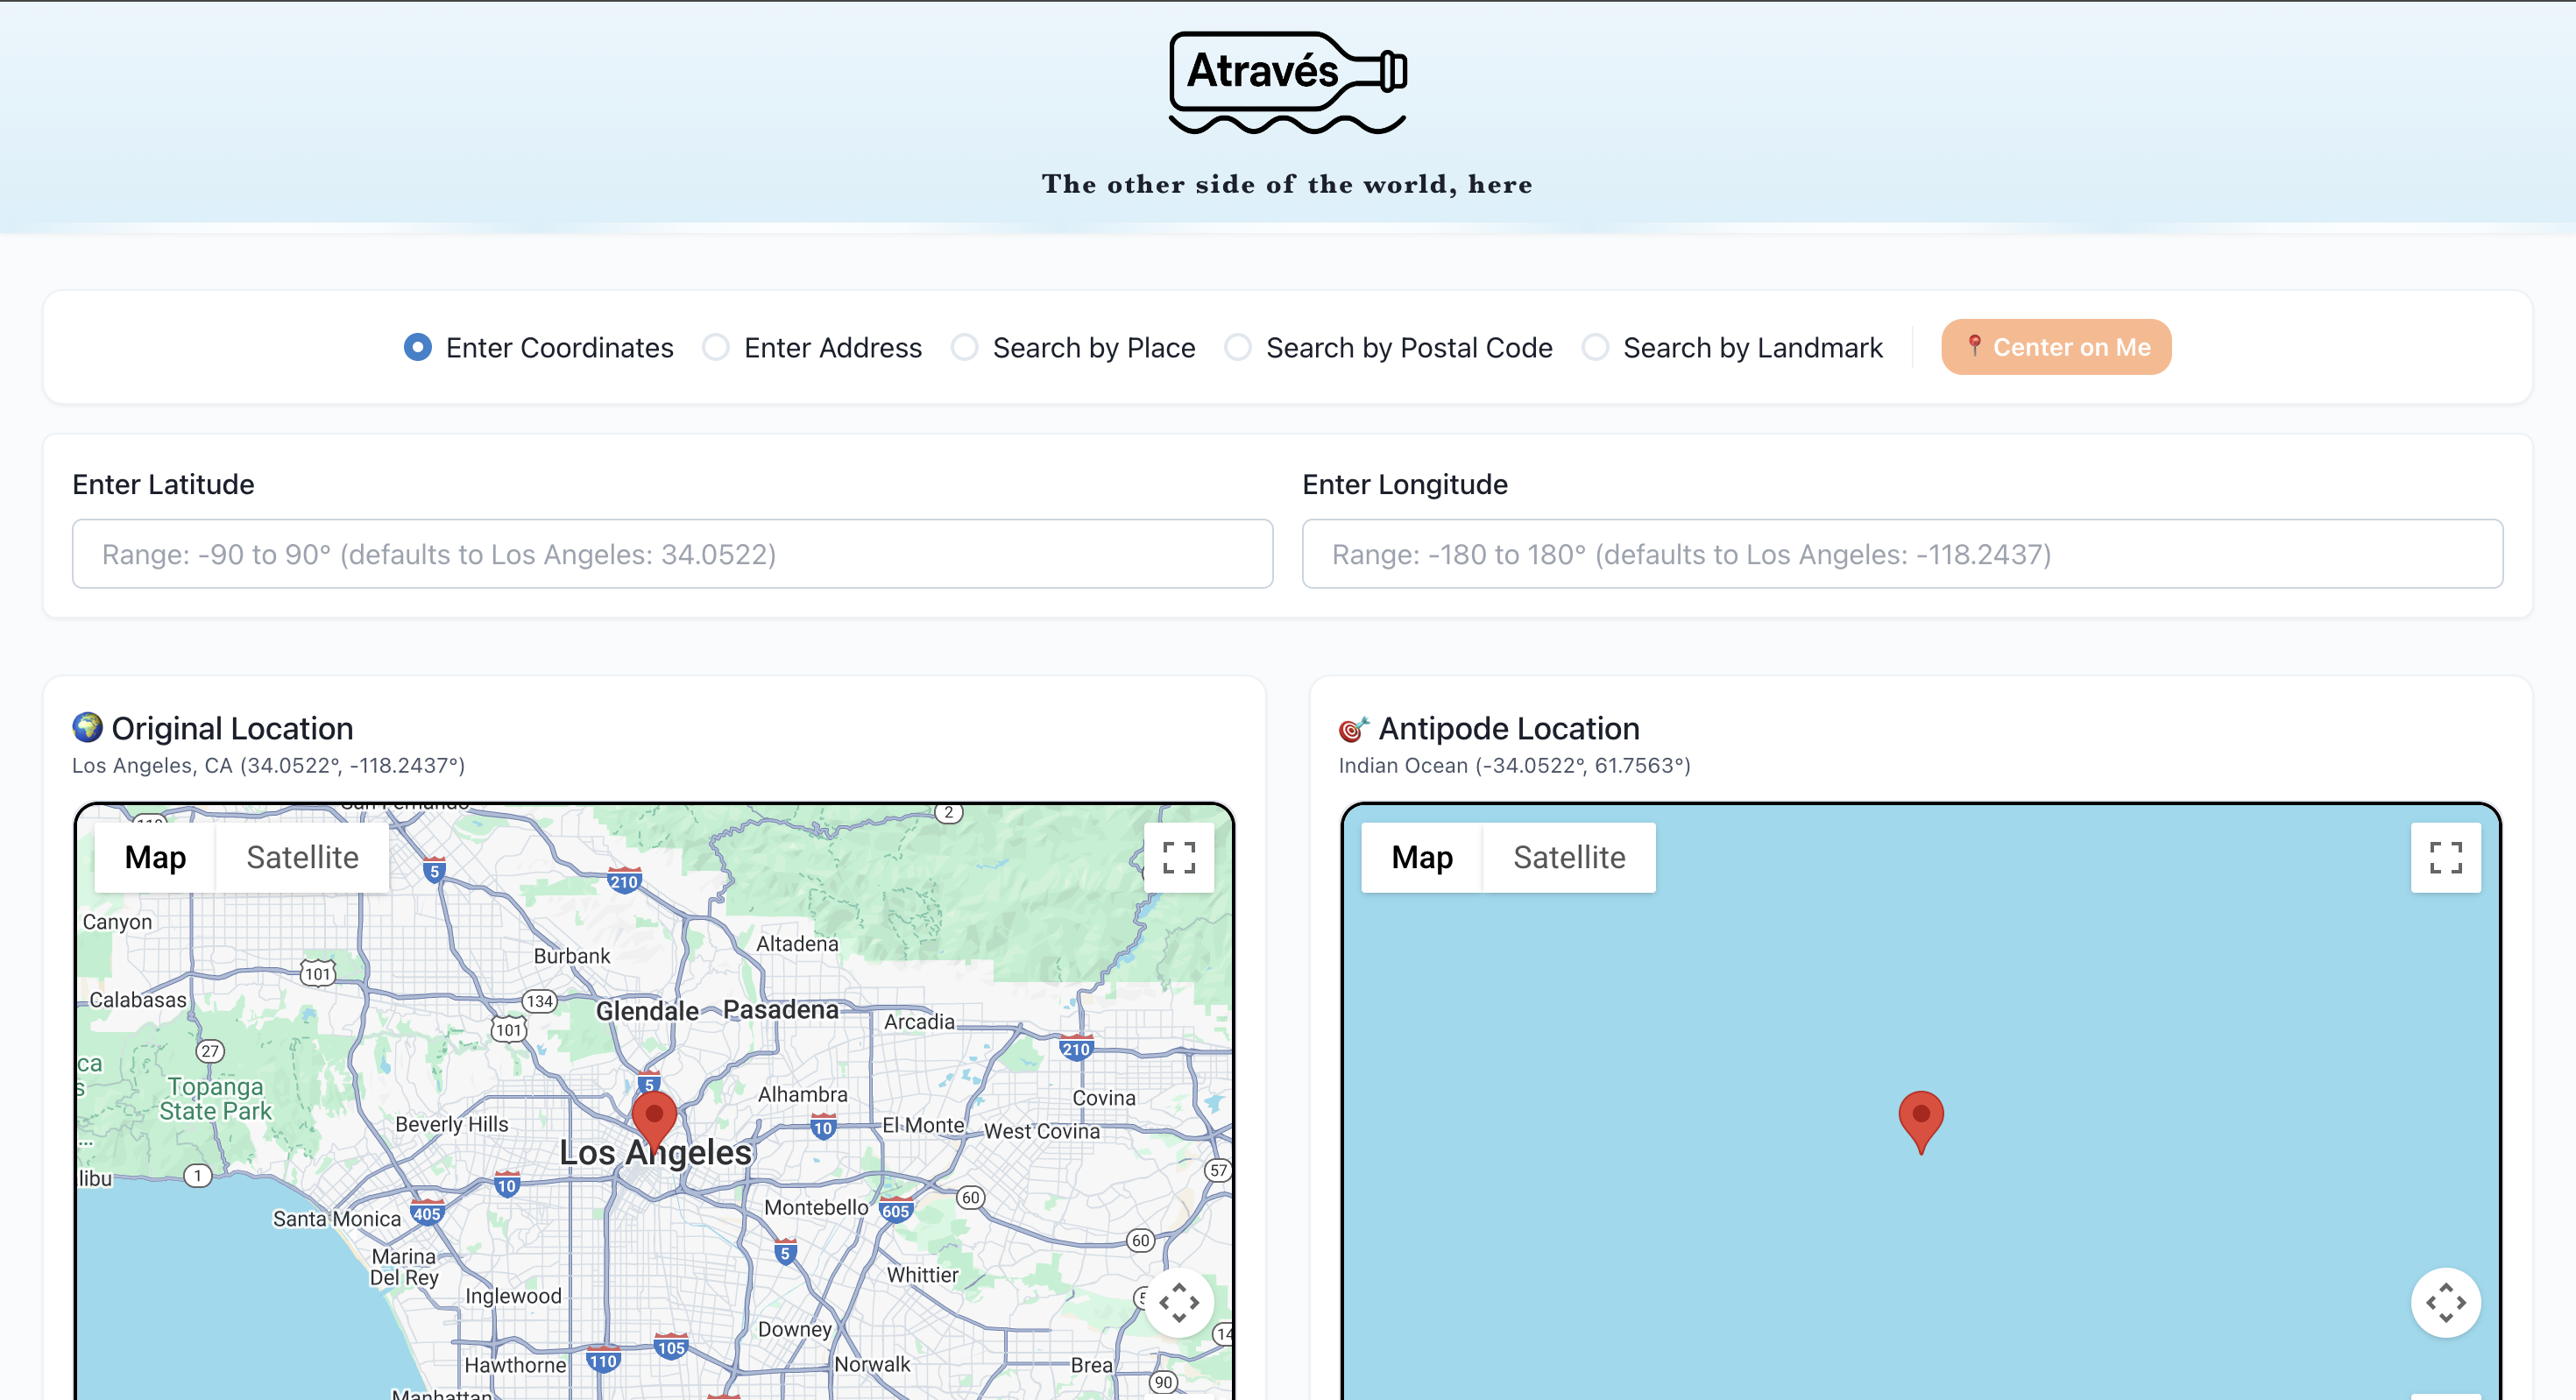 Através
The other side of the world, here
Enter Coordinates
Enter Address
Search by Place
Search by Postal Code
Search by Landmark
Center on Me
Enter Latitude
Enter Longitude
Range: -90 to 90° (defaults to Los Angeles: 34.0522)
Range: -180 to 180° (defaults to Los Angeles: -118.2437)
Original Location
Los Angeles, CA (34.0522°, -118.2437°)
Antipode Location
Indian Ocean (-34.0522°, 61.7563°)
Map
Satellite
2
5
210
Canyon
Burbank
Altadena
101
Calabasas
134
Glendale
Pasadena
101
Arcadia
27
210
ca
s
Topanga
State Park
5
Alhambra
Covina
Beverly Hills
10
El Monte
West Covina
...
Los Angeles
libu
1
10
57
60
Santa Monica
405
Montebello
605
5
60
Marina
Del Rey
Whittier
Inglewood
5
Downey
14
Hawthorne
110
105
Norwalk
Brea
90
Map
Satellite